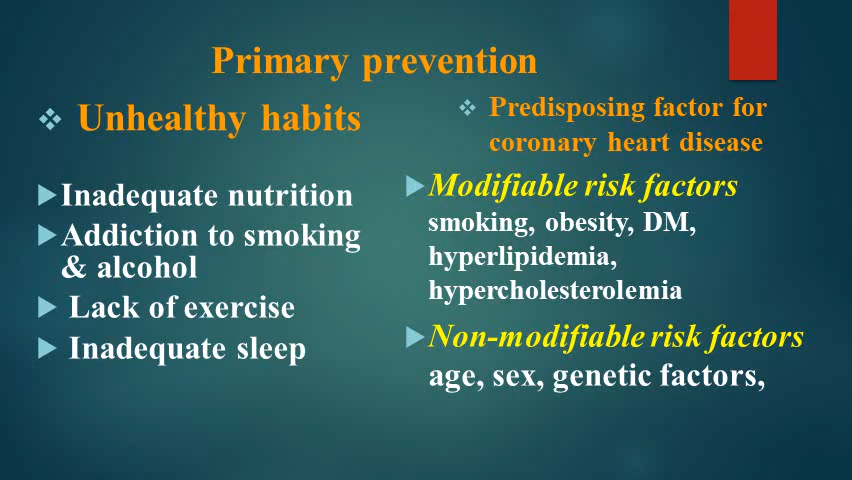 Primary prevention
Unhealthy habits
Inadequate nutrition
Addiction to smoking
& alcohol
Lack of exercise
Inadequate sleep
Predisposing factor for
coronary heart disease
Modifiable risk factors
smoking, obesity, DM,
hyperlipidemia,
hypercholesterolemia
Non-modifiable risk factors
age, sex, genetic factors,